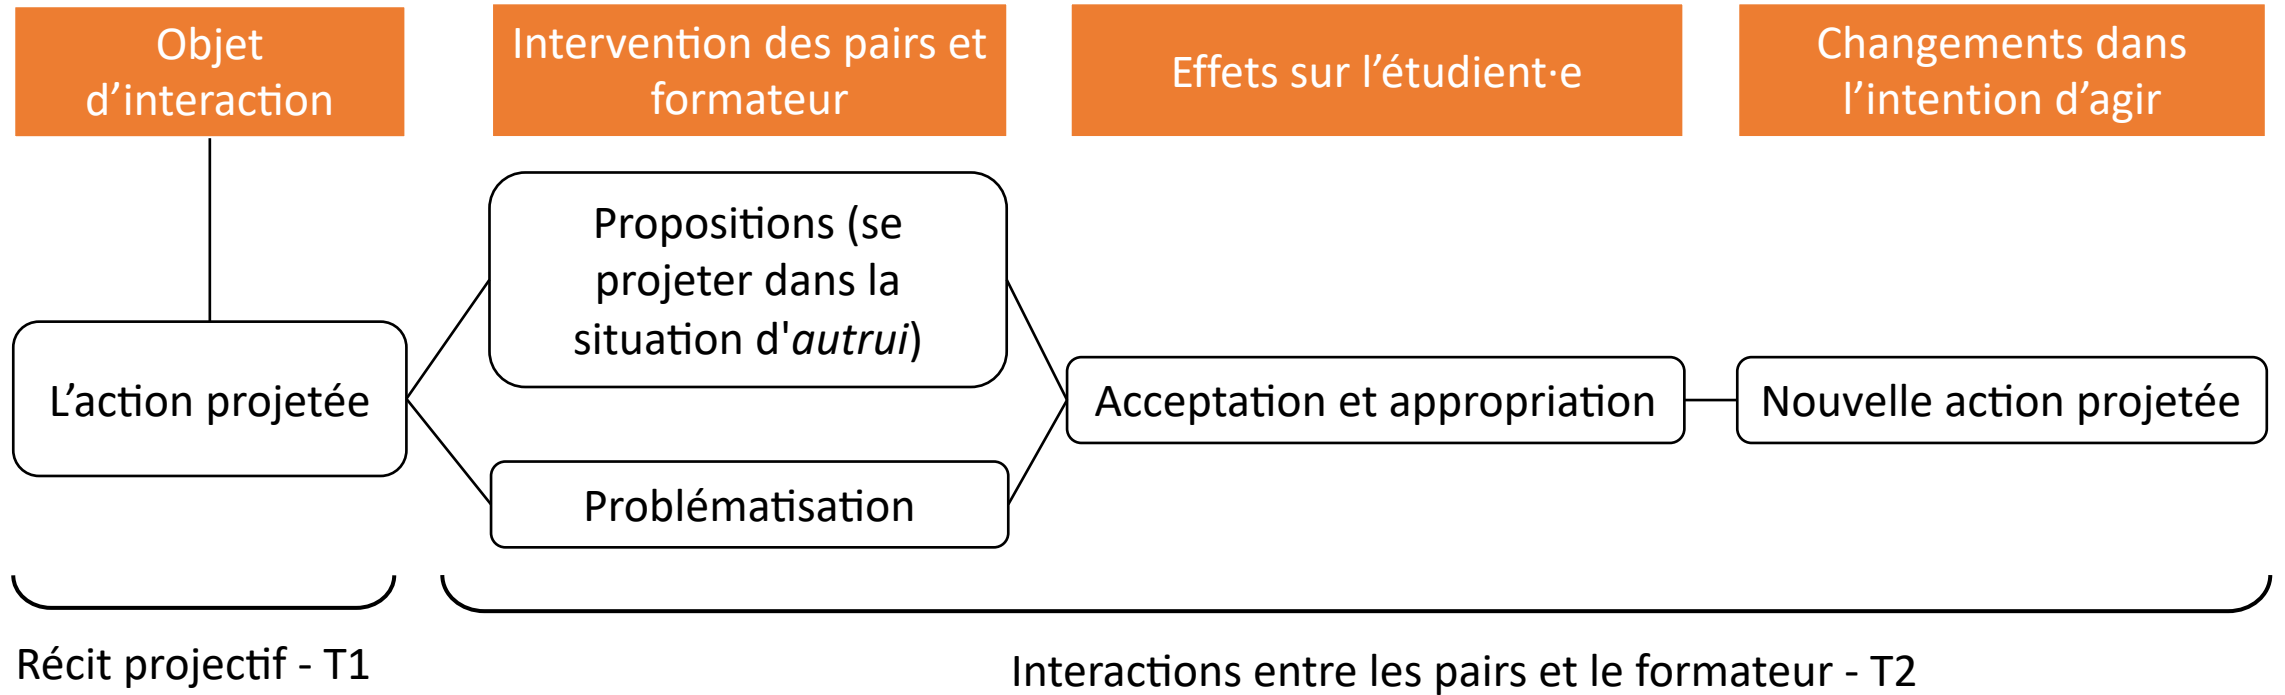 Objet
d’interaction
Intervention des pairs et
formateur
Effets sur l’étudient·e
Changements dans
l’intention d’agir
L’action projetée
Propositions (se
projeter dans la
situation d'autrui)
Problématisation
Acceptation et appropriation
Nouvelle action projetée
Récit projectif - T1
Interactions entre les pairs et le formateur - T2